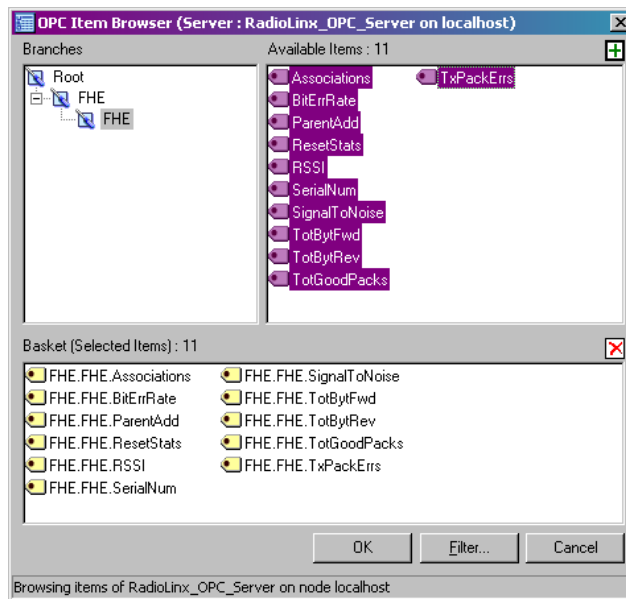 OPC Item Browser (Server : RadioLinx_OPC_Server on localhost)
Branches
Available Items : 11
Root
FHE
FHE
Associations
BitErrRate
ParentAdd
ResetStats
RSSI
SerialNum
SignalToNoise
TotBytFwd
TotBytRev
TotGoodPacks
TxPackErrs
Basket (Selected Items) : 11
FHE.FHE.Associations
FHE.FHE.BitErrRate
FHE.FHE.ParentAdd
FHE.FHE.ResetStats
FHE.FHE.RSSI
FHE.FHE.SerialNum
FHE.FHE.SignalToNoise
FHE.FHE.TotBytFwd
FHE.FHE.TotBytRev
FHE.FHE.TotGoodPacks
FHE.FHE.TxPackErrs
OK
Filter...
Cancel
Browsing items of RadioLinx_OPC_Server on node localhost